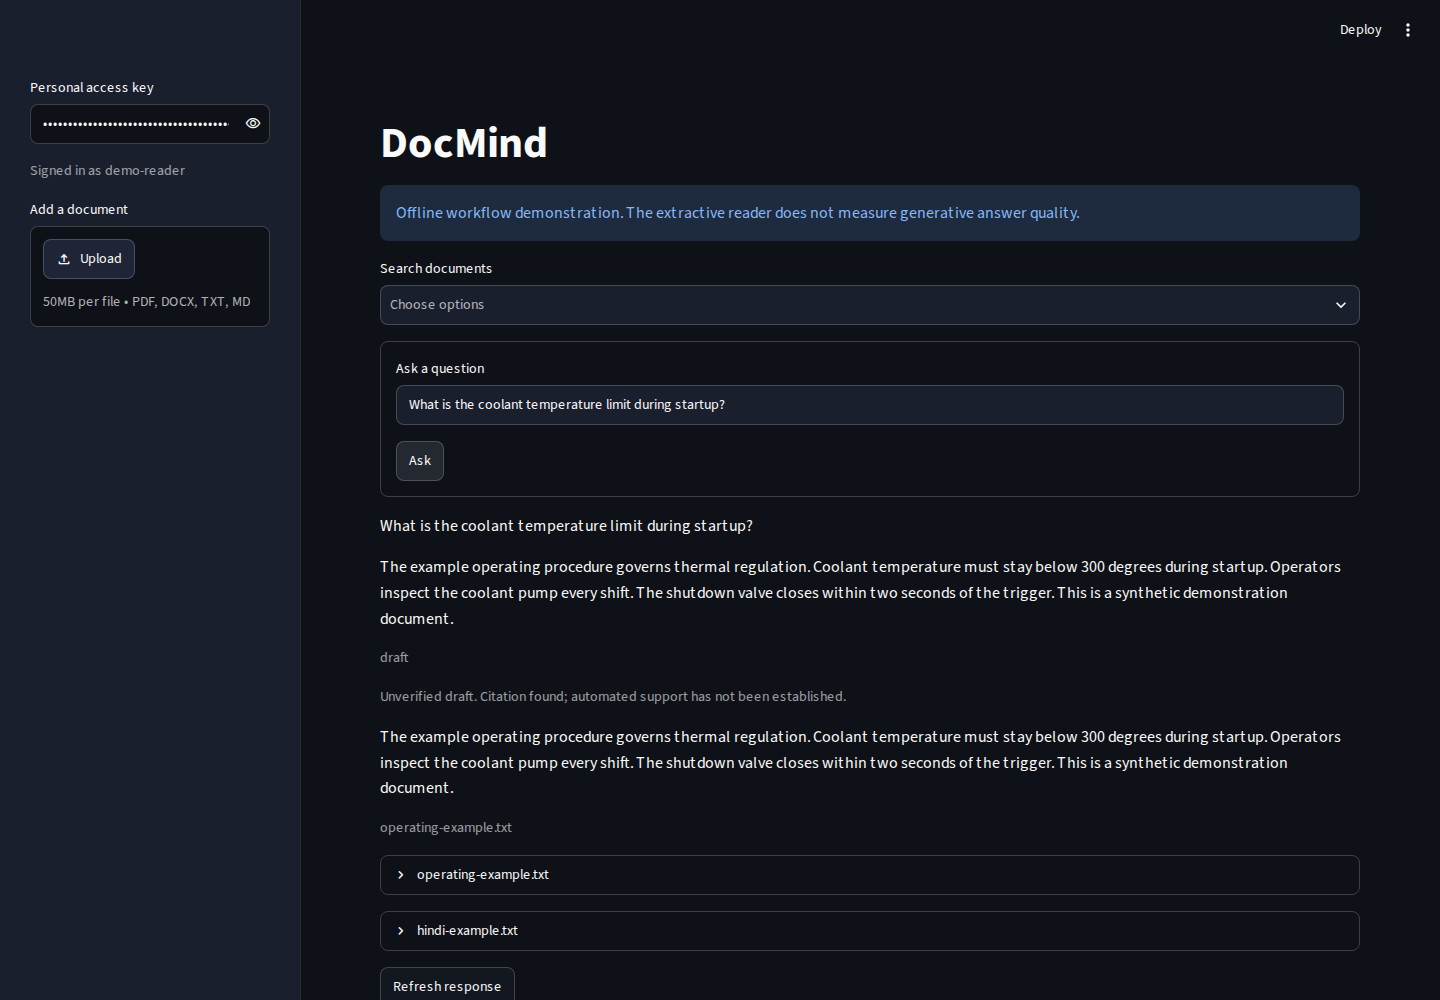 Deploy
Personal access key
Signed in as demo-reader
Add a document
Upload
50MB per file • PDF, DOCX, TXT, MD
DocMind
Offline workflow demonstration. The extractive reader does not measure generative answer quality.
Search documents
Choose options
Ask a question
What is the coolant temperature limit during startup?
Ask
What is the coolant temperature limit during startup?
The example operating procedure governs thermal regulation. Coolant temperature must stay below 300 degrees during startup. Operators
inspect the coolant pump every shift. The shutdown valve closes within two seconds of the trigger. This is a synthetic demonstration
document.
draft
Unverified draft. Citation found; automated support has not been established.
The example operating procedure governs thermal regulation. Coolant temperature must stay below 300 degrees during startup. Operators
inspect the coolant pump every shift. The shutdown valve closes within two seconds of the trigger. This is a synthetic demonstration
document.
operating-example.txt
operating-example.txt
hindi-example.txt
Refresh response